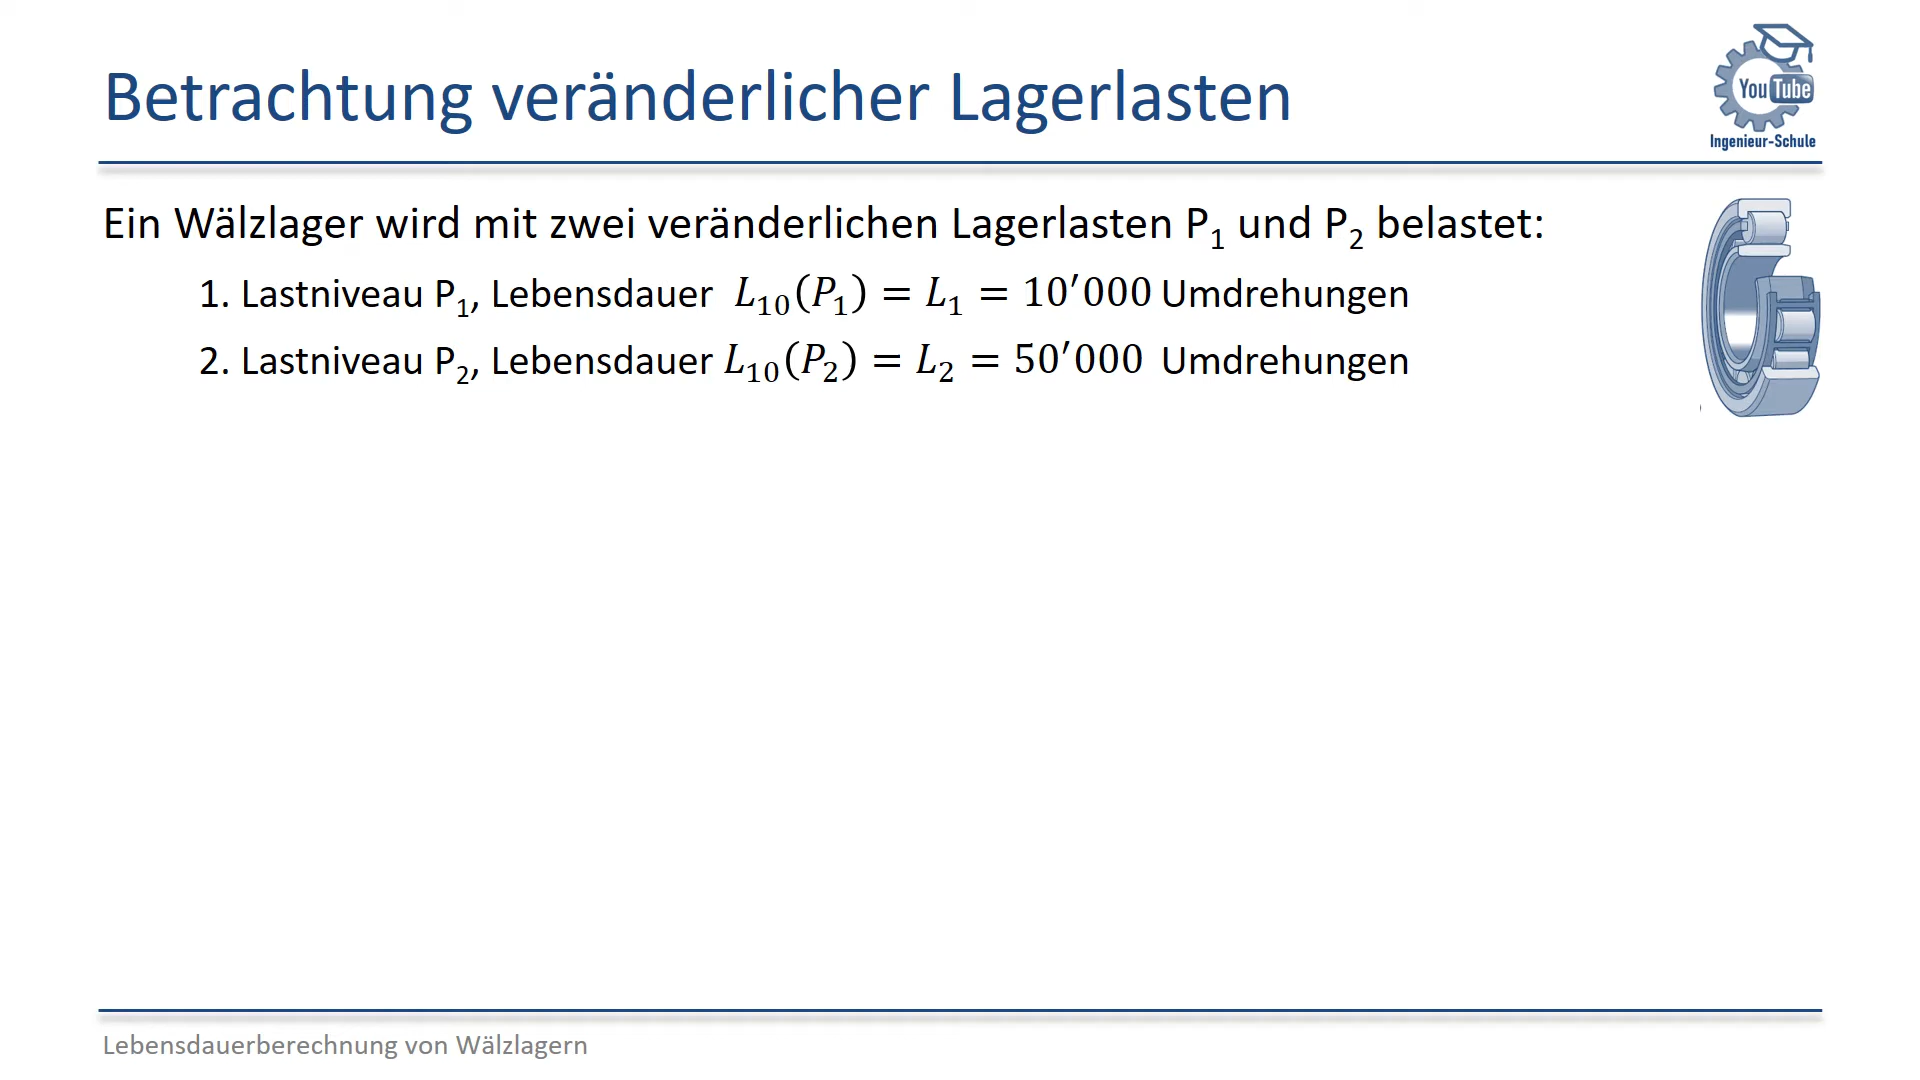 Betrachtung veränderlicher Lagerlasten
You Tube
Ingenieur-Schule
Ein Wälzlager wird mit zwei veränderlichen Lagerlasten P₁ und P₂ belastet:
1. Lastniveau P₁, Lebensdauer L₁₀(P₁) = L₁ = 10′000 Umdrehungen
2. Lastniveau P₂, Lebensdauer L₁₀(P₂) = L₂ = 50′000 Umdrehungen
Lebensdauerberechnung von Wälzlagern